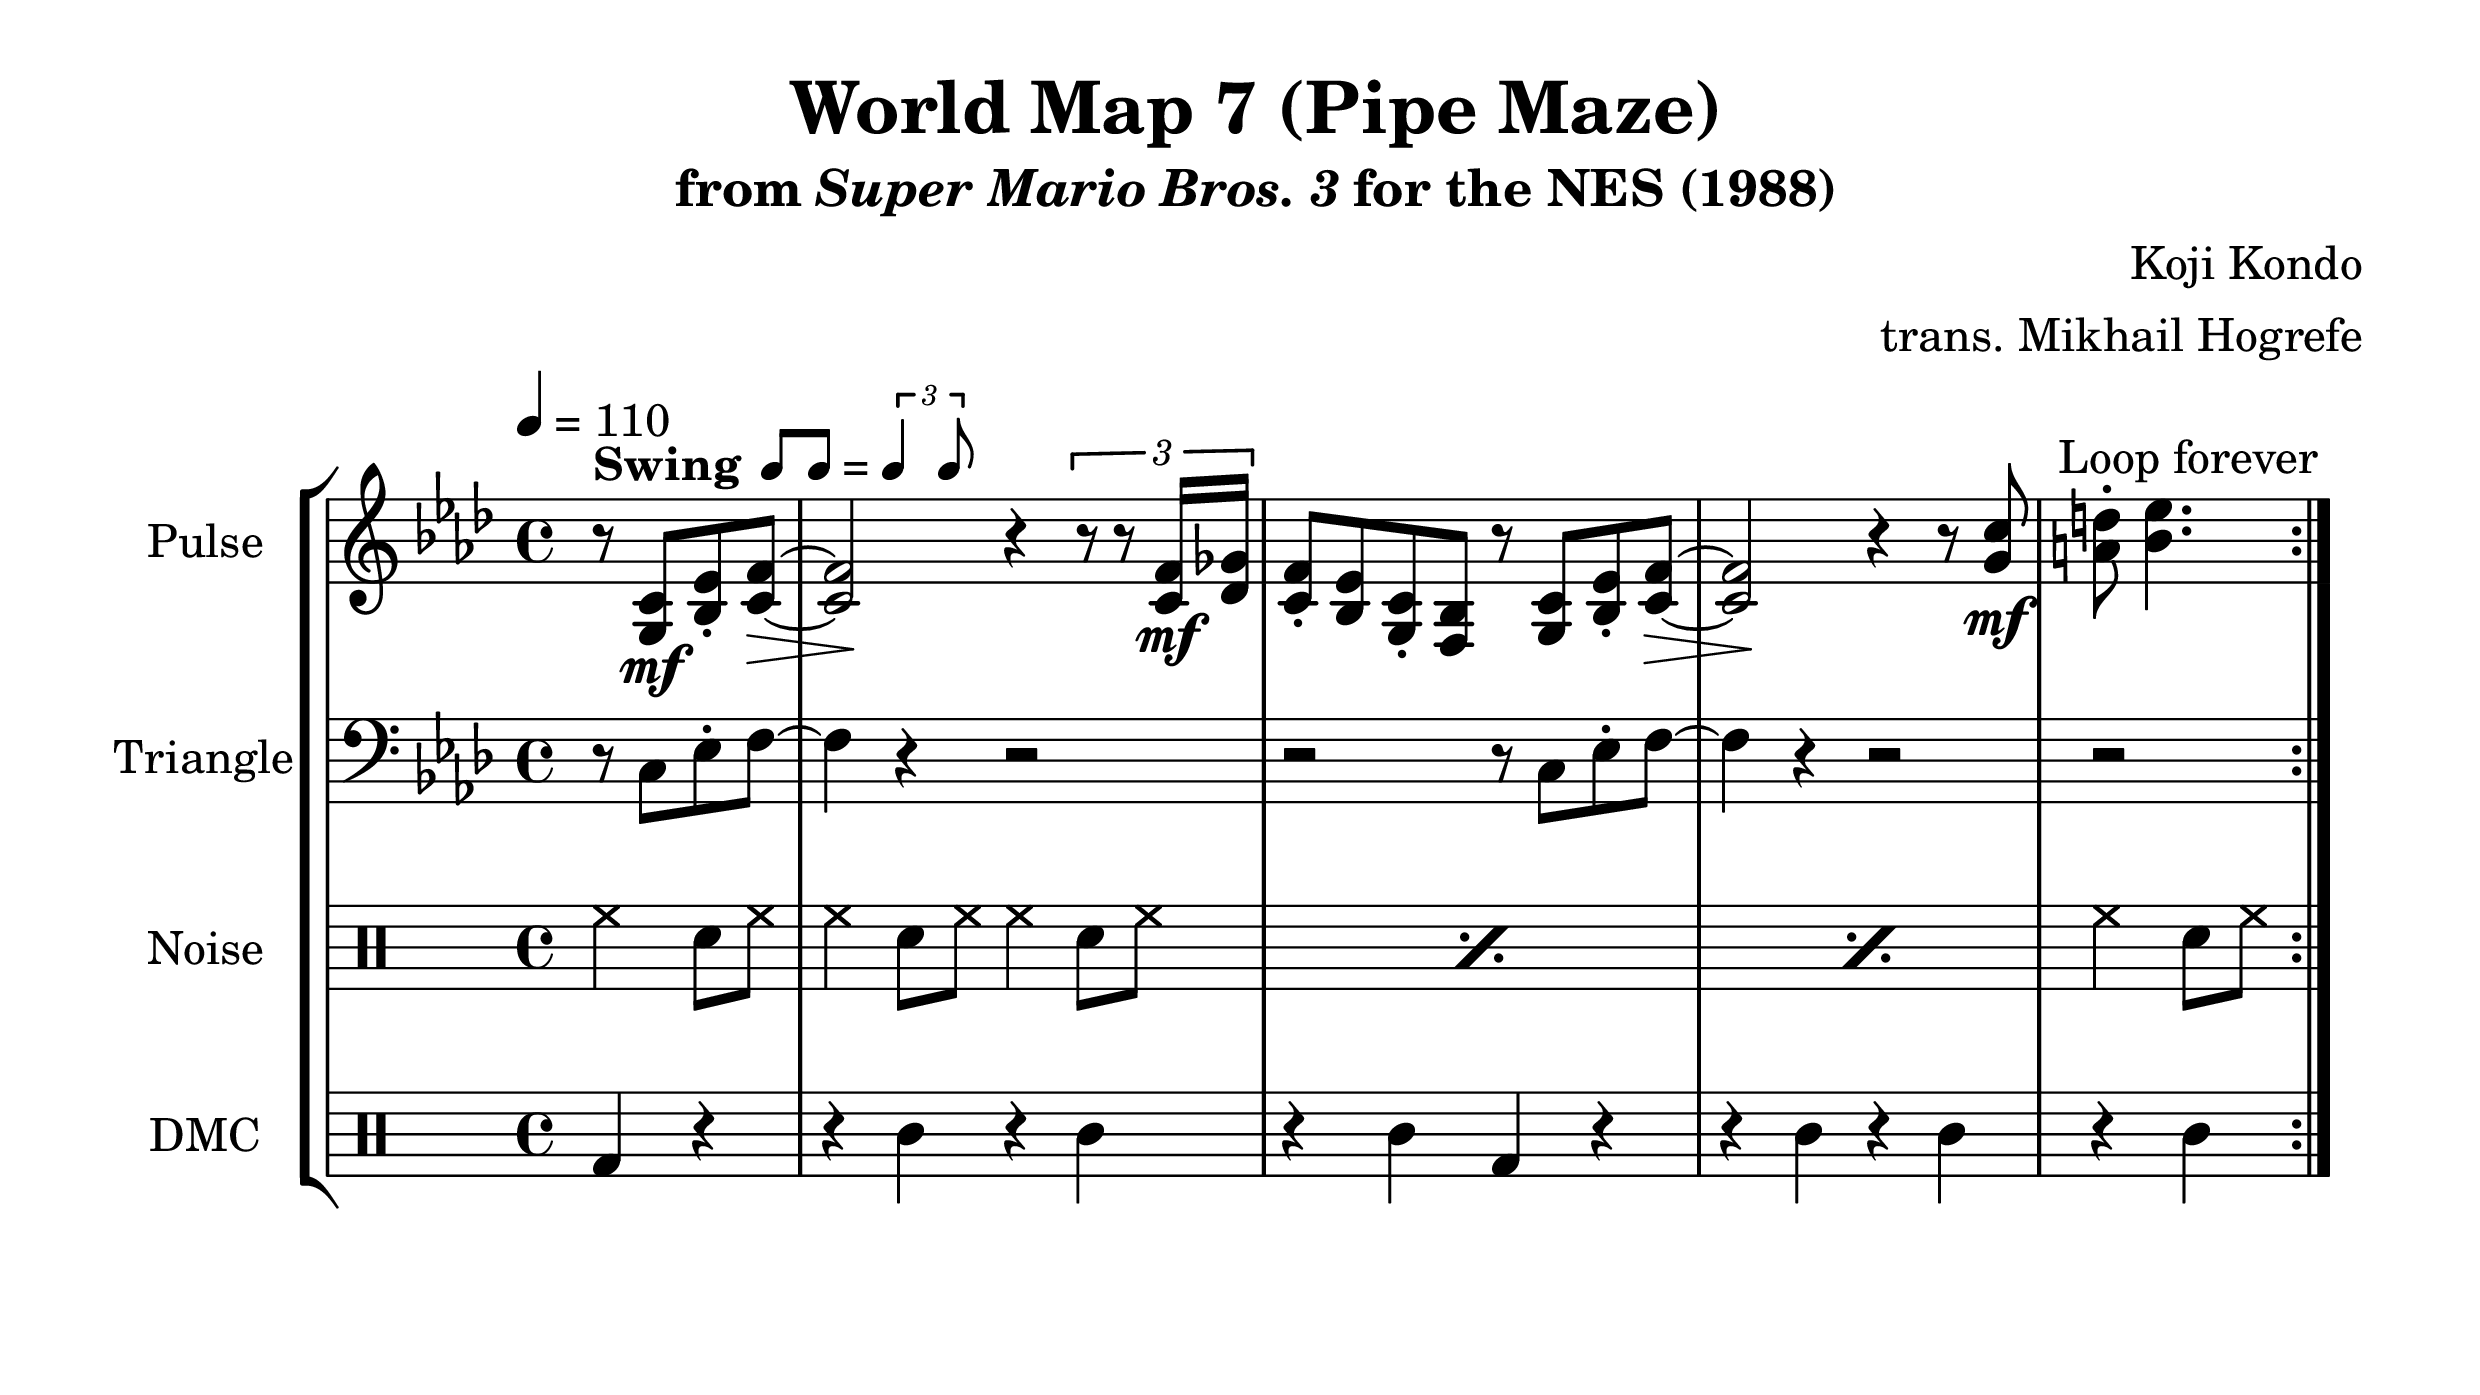 World Map 7 (Pipe Maze)
from Super Mario Bros. 3 for the NES (1988)
Koji Kondo
trans. Mikhail Hogrefe
= 110
3
Swing = 
3
Loop forever
Pulse
mf
mf
mf
Triangle
Noise
DMC